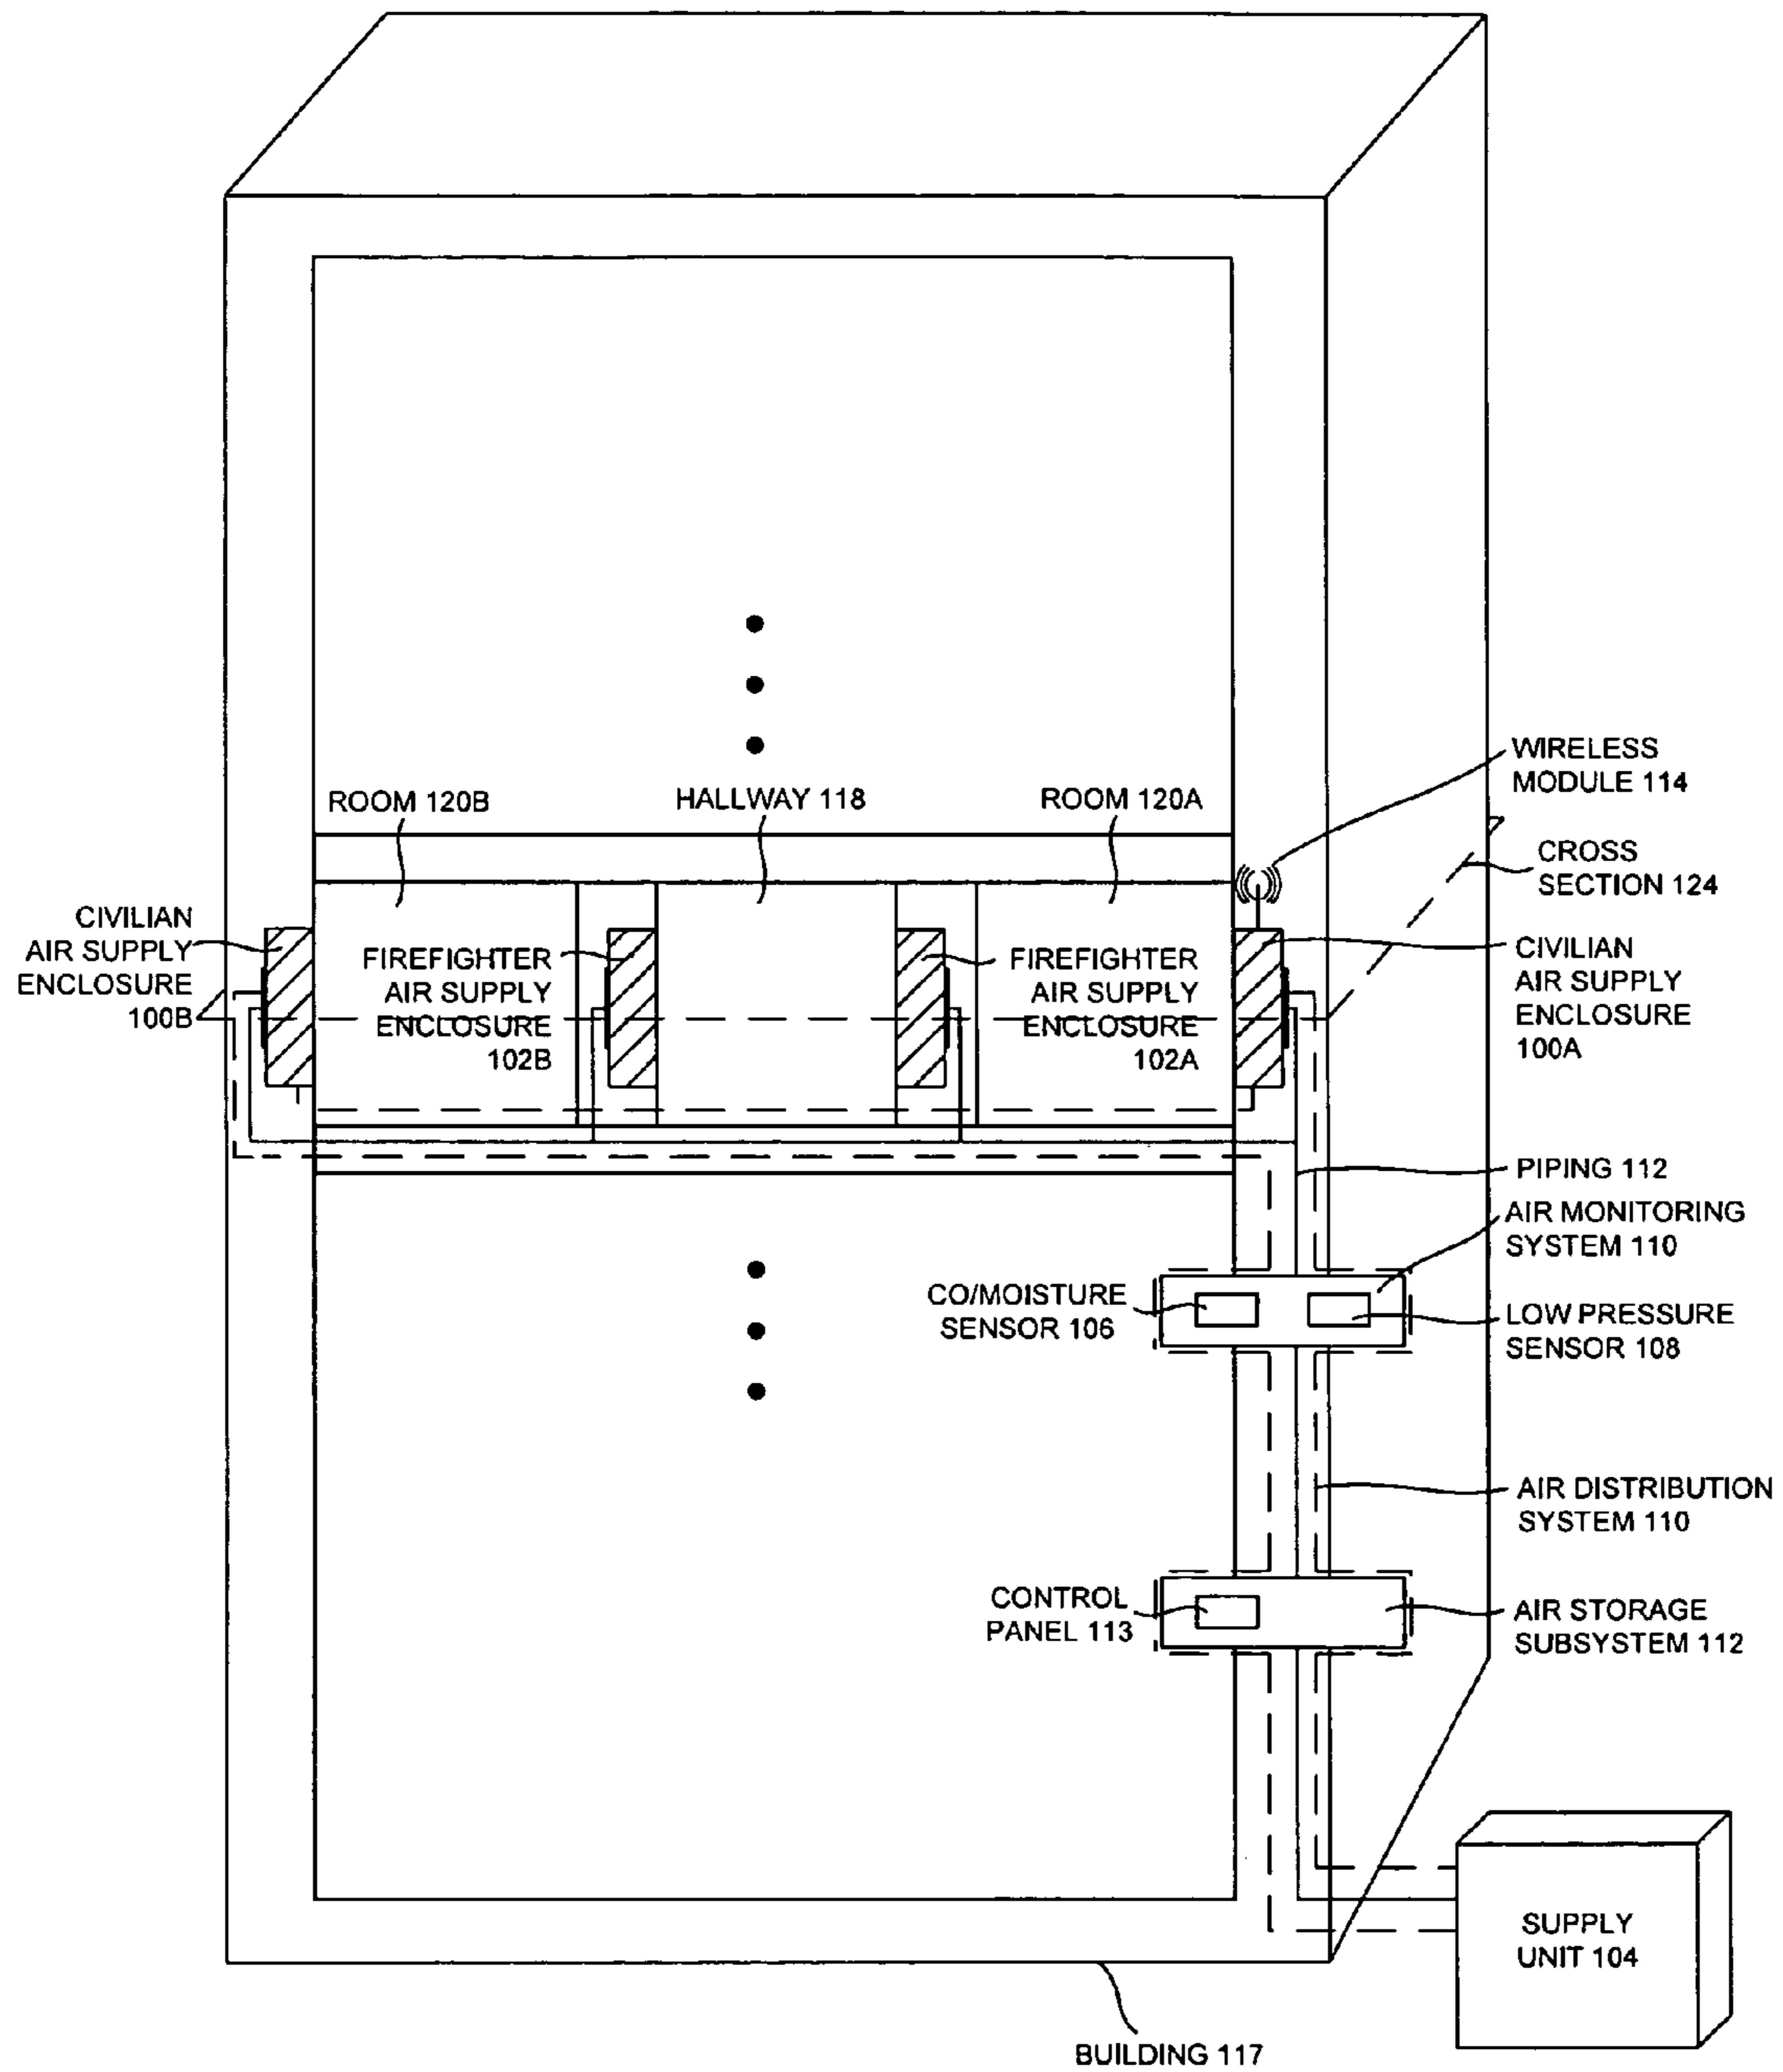 WIRELESS
MODULE 114
ROOM 120B
HALLWAY 118
ROOM 120A
CROSS
SECTION 124
CIVILIAN
AIR SUPPLY
ENCLOSURE
100B
FIREFIGHTER
AIR SUPPLY
ENCLOSURE
102B
FIREFIGHTER
AIR SUPPLY
ENCLOSURE
102A
CIVILIAN
AIR SUPPLY
ENCLOSURE
100A
PIPING 112
AIR MONITORING
SYSTEM 110
CO/MOISTURE
SENSOR 106
LOW PRESSURE
SENSOR 108
AIR DISTRIBUTION
SYSTEM 110
CONTROL
PANEL 113
AIR STORAGE
SUBSYSTEM 112
SUPPLY
UNIT 104
BUILDING 117